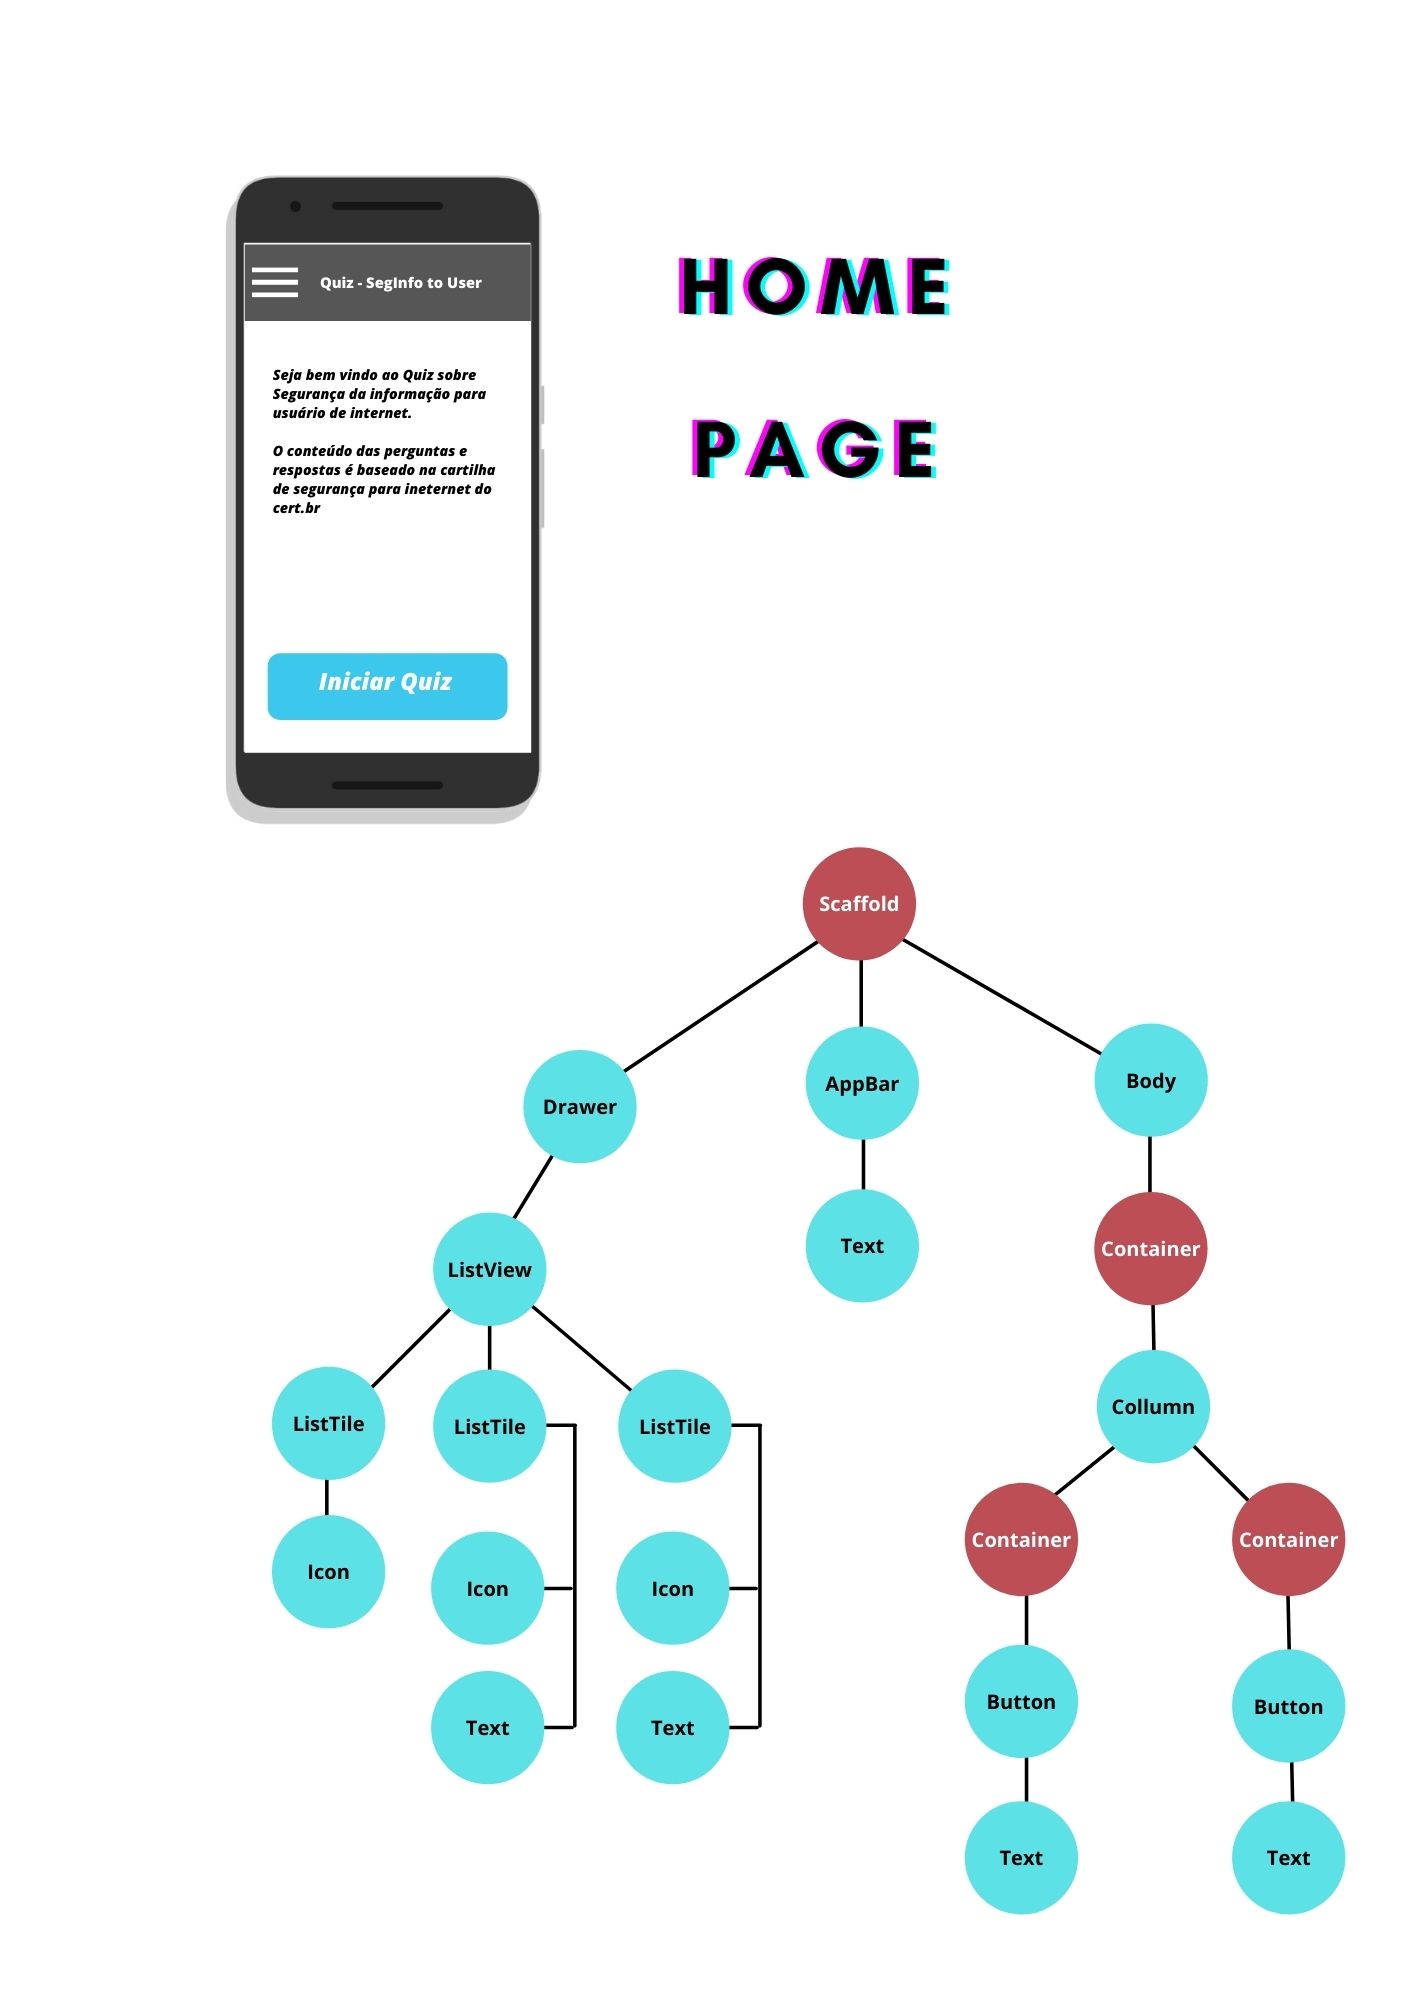 HOME
PAGE
Quiz - SegInfo to User
Seja bem vindo ao Quiz sobre
Segurança da informação para
usuário de internet.
O conteúdo das perguntas e
respostas é baseado na cartilha
de segurança para ineternet do
cert.br
Iniciar Quiz
Scaffold
Drawer
AppBar
Body
ListView
Text
Container
ListTile
ListTile
ListTile
Collumn
Icon
Icon
Icon
Container
Container
Text
Text
Button
Button
Text
Text